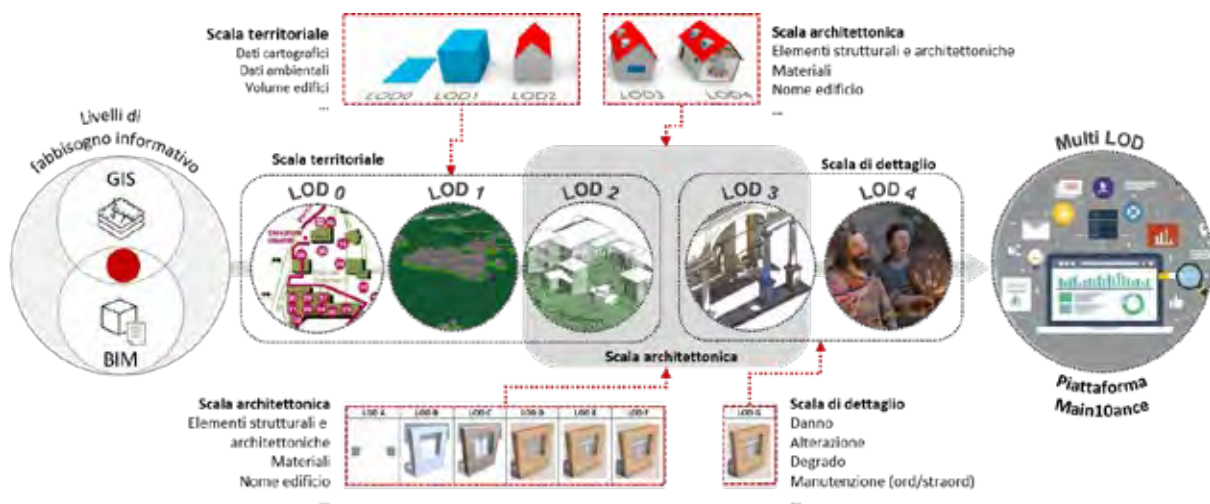 Scala territoriale
Dati cartografici
Dati ambientali
Volume edifici
...
LOD0
LOD1
LOD2
LOD3
LOD4
Scala architettonica
Elementi strutturali e architettoniche
Materiali
Nome edificio
...
Livelli di
fabbisogno informativo
GIS
BIM
Scala territoriale
LOD 0
LOD 1
LOD 2
Scala di dettaglio
LOD 3
LOD 4
Scala architettonica
Multi LOD
Piattaforma
Main10ance
Scala architettonica
Elementi strutturali e
architettoniche
Materiali
Nome edificio
...
LOD A
LOD B
LOD C
LOD D
LOD E
LOD F
LOD G
Scala di dettaglio
Danno
Alterazione
Degrado
Manutenzione (ord/straord)
...